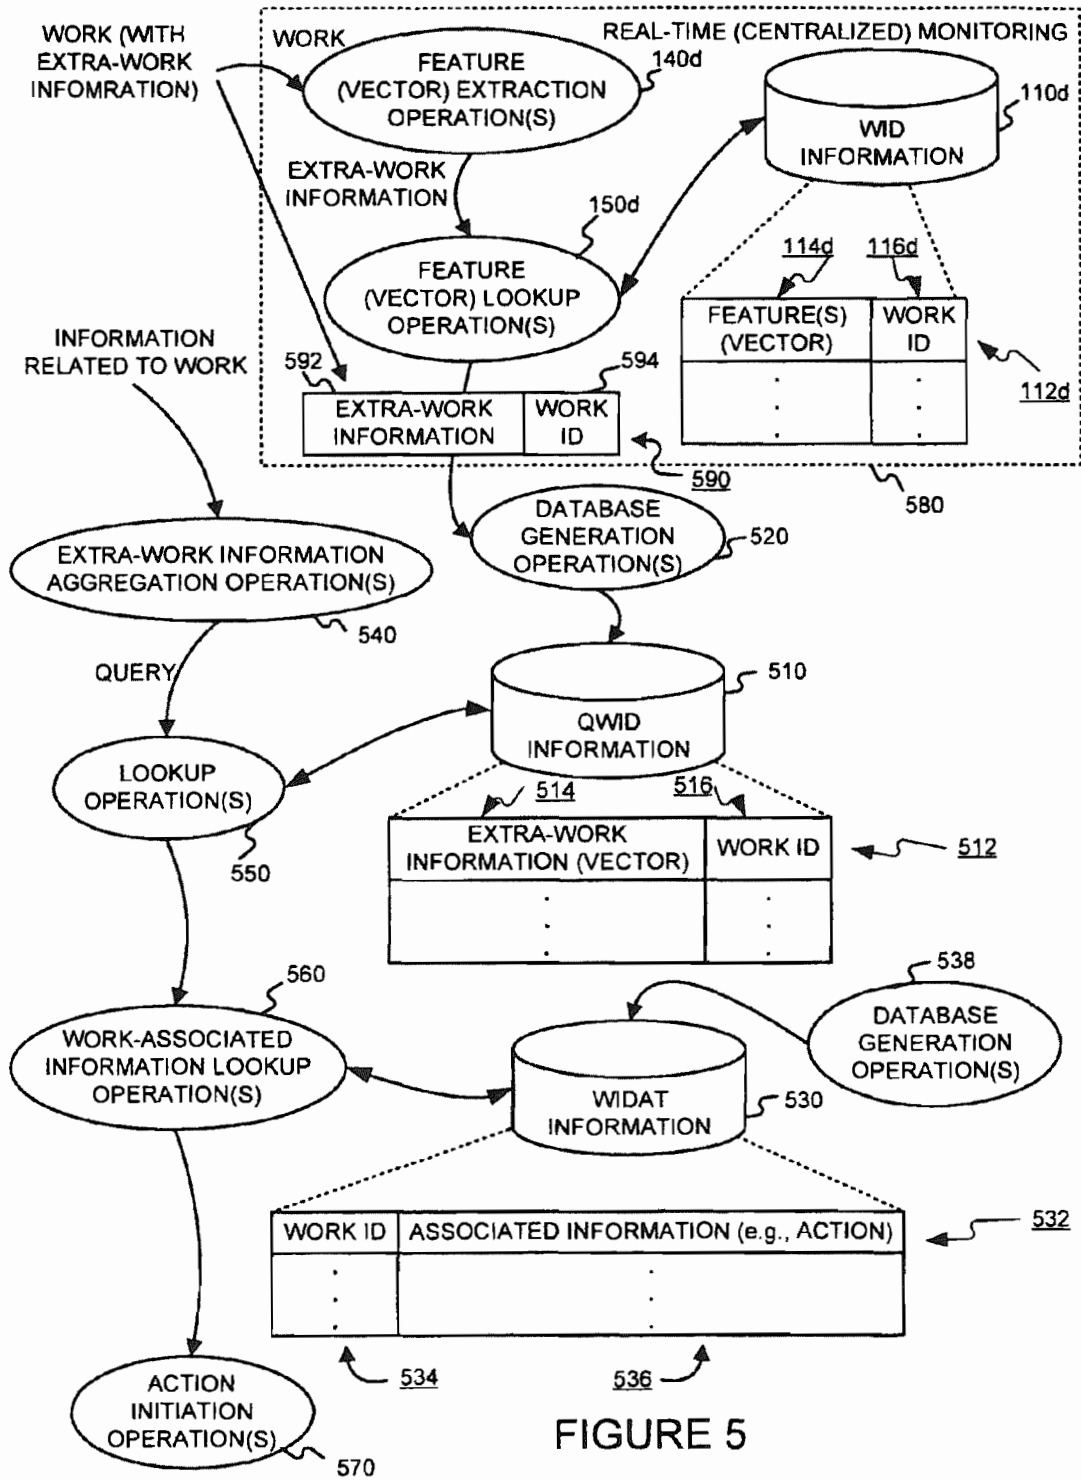 WORK (WITH
EXTRA-WORK
INFOMRATION)
WORK
REAL-TIME (CENTRALIZED) MONITORING
FEATURE
(VECTOR) EXTRACTION
OPERATION(S)
140d
110d
WID
INFORMATION
EXTRA-WORK
INFORMATION
150d
FEATURE
(VECTOR) LOOKUP
OPERATION(S)
114d
116d
FEATURE(S)
(VECTOR)
WORK
ID
112d
INFORMATION
RELATED TO WORK
592
594
EXTRA-WORK
INFORMATION
WORK
ID
590
580
DATABASE
GENERATION
OPERATION(S)
520
EXTRA-WORK INFORMATION
AGGREGATION OPERATION(S)
540
QUERY
510
QWID
INFORMATION
LOOKUP
OPERATION(S)
550
514
516
EXTRA-WORK
INFORMATION (VECTOR)
WORK ID
512
560
538
WORK-ASSOCIATED
INFORMATION LOOKUP
OPERATION(S)
DATABASE
GENERATION
OPERATION(S)
WIDAT
INFORMATION
530
WORK ID
ASSOCIATED INFORMATION (e.g., ACTION)
532
534
536
ACTION
INITIATION
OPERATION(S)
570
FIGURE 5